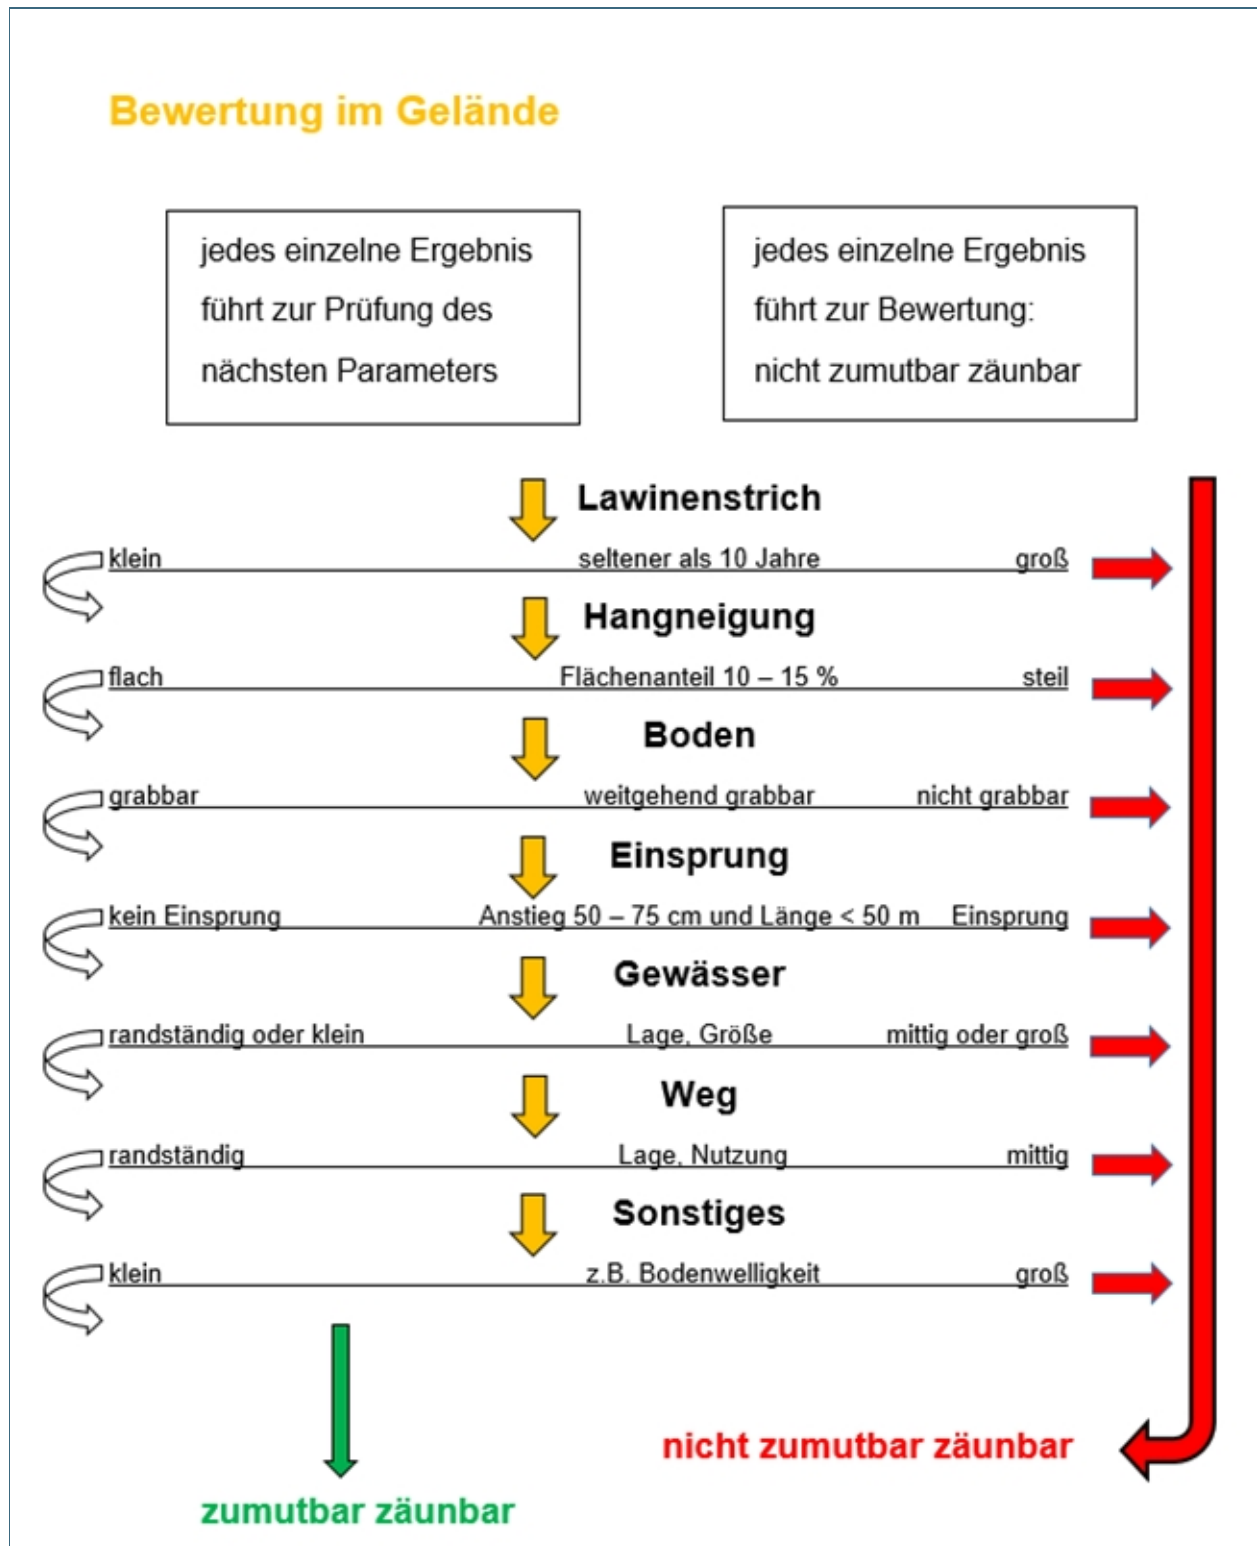 Bewertung im Gelände
jedes einzelne Ergebnis
führt zur Prüfung des
nächsten Parameters
jedes einzelne Ergebnis
führt zur Bewertung:
nicht zumutbar zäunbar
Lawinenstrich
klein seltener als 10 Jahre groß
Hangneigung
flach Flächenanteil 10 – 15 % steil
Boden
grabbar weitgehend grabbar nicht grabbar
Einsprung
kein Einsprung Anstieg 50 – 75 cm und Länge < 50 m Einsprung
Gewässer
randständig oder klein Lage, Größe mittig oder groß
Weg
randständig Lage, Nutzung mittig
Sonstiges
klein z.B. Bodenwelligkeit groß
nicht zumutbar zäunbar
zumutbar zäunbar